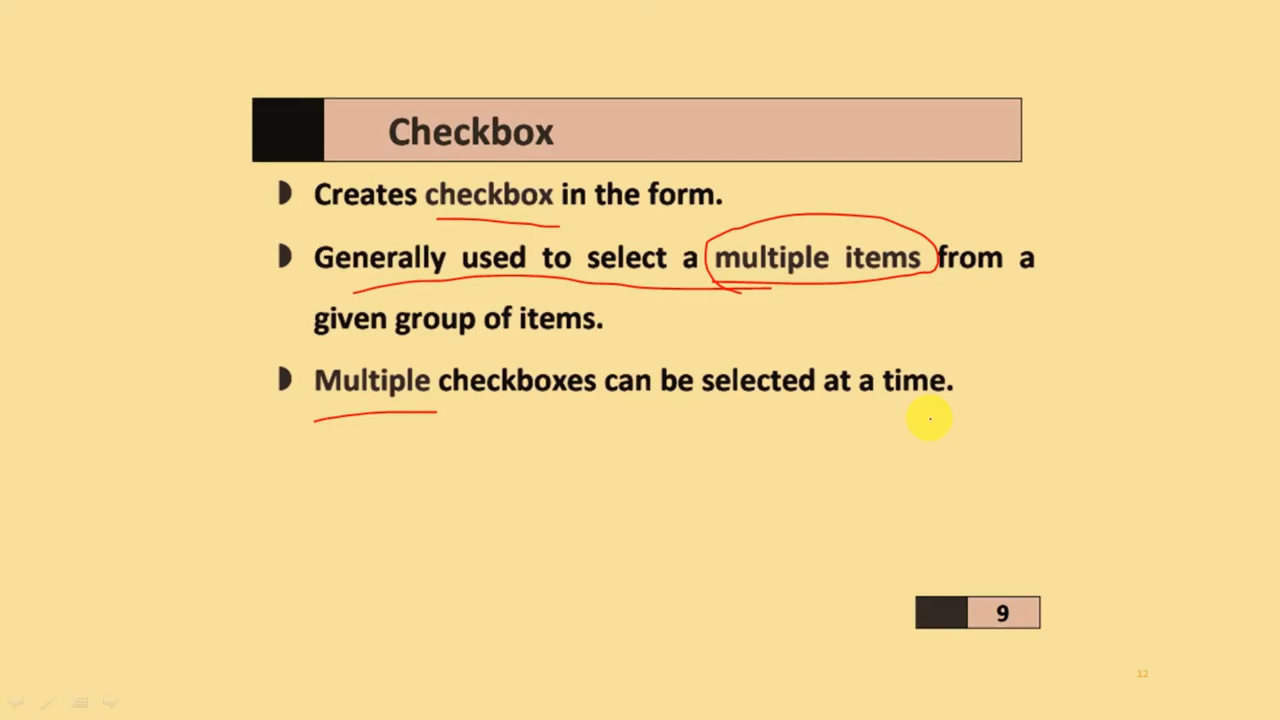 Checkbox
Creates checkbox in the form.
Generally used to select a multiple items from a
given group of items.
Multiple checkboxes can be selected at a time.
9
12